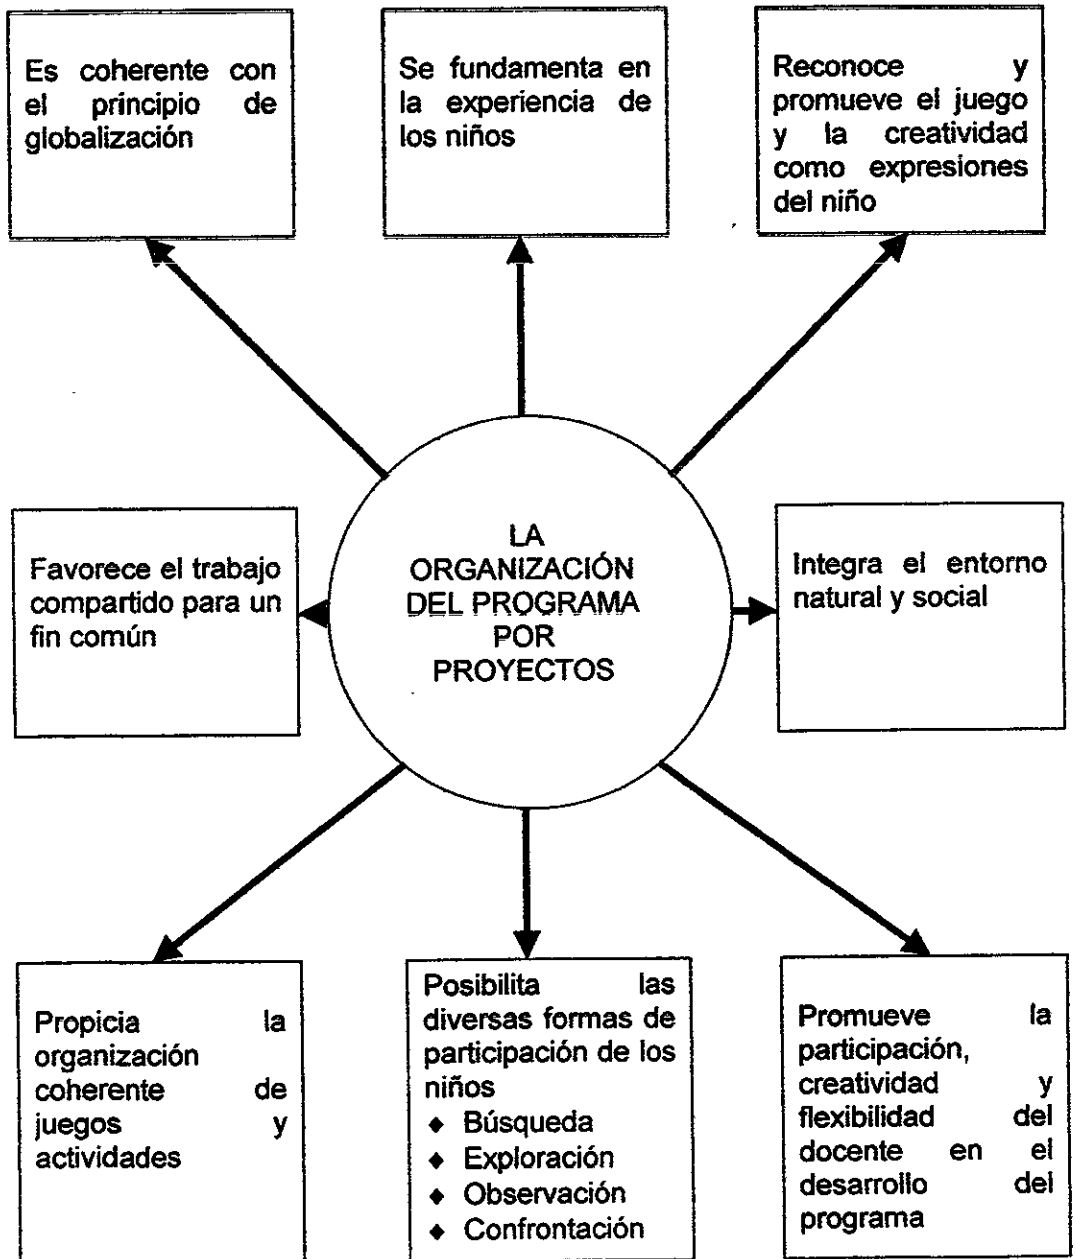 Es coherente con
el principio de
globalización
Se fundamenta en
la experiencia de
los niños
Reconoce y
promueve el juego
y la creatividad
como expresiones
del niño
Favorece el trabajo
compartido para un
fin común
LA
ORGANIZACIÓN
DEL PROGRAMA
POR
PROYECTOS
Integra el entorno
natural y social
Propicia la
organización
coherente de
juegos y
actividades
Posibilita las
diversas formas de
participación de los
niños
♦ Búsqueda
♦ Exploración
♦ Observación
♦ Confrontación
Promueve la
participación,
creatividad y
flexibilidad del
docente en el
desarrollo del
programa